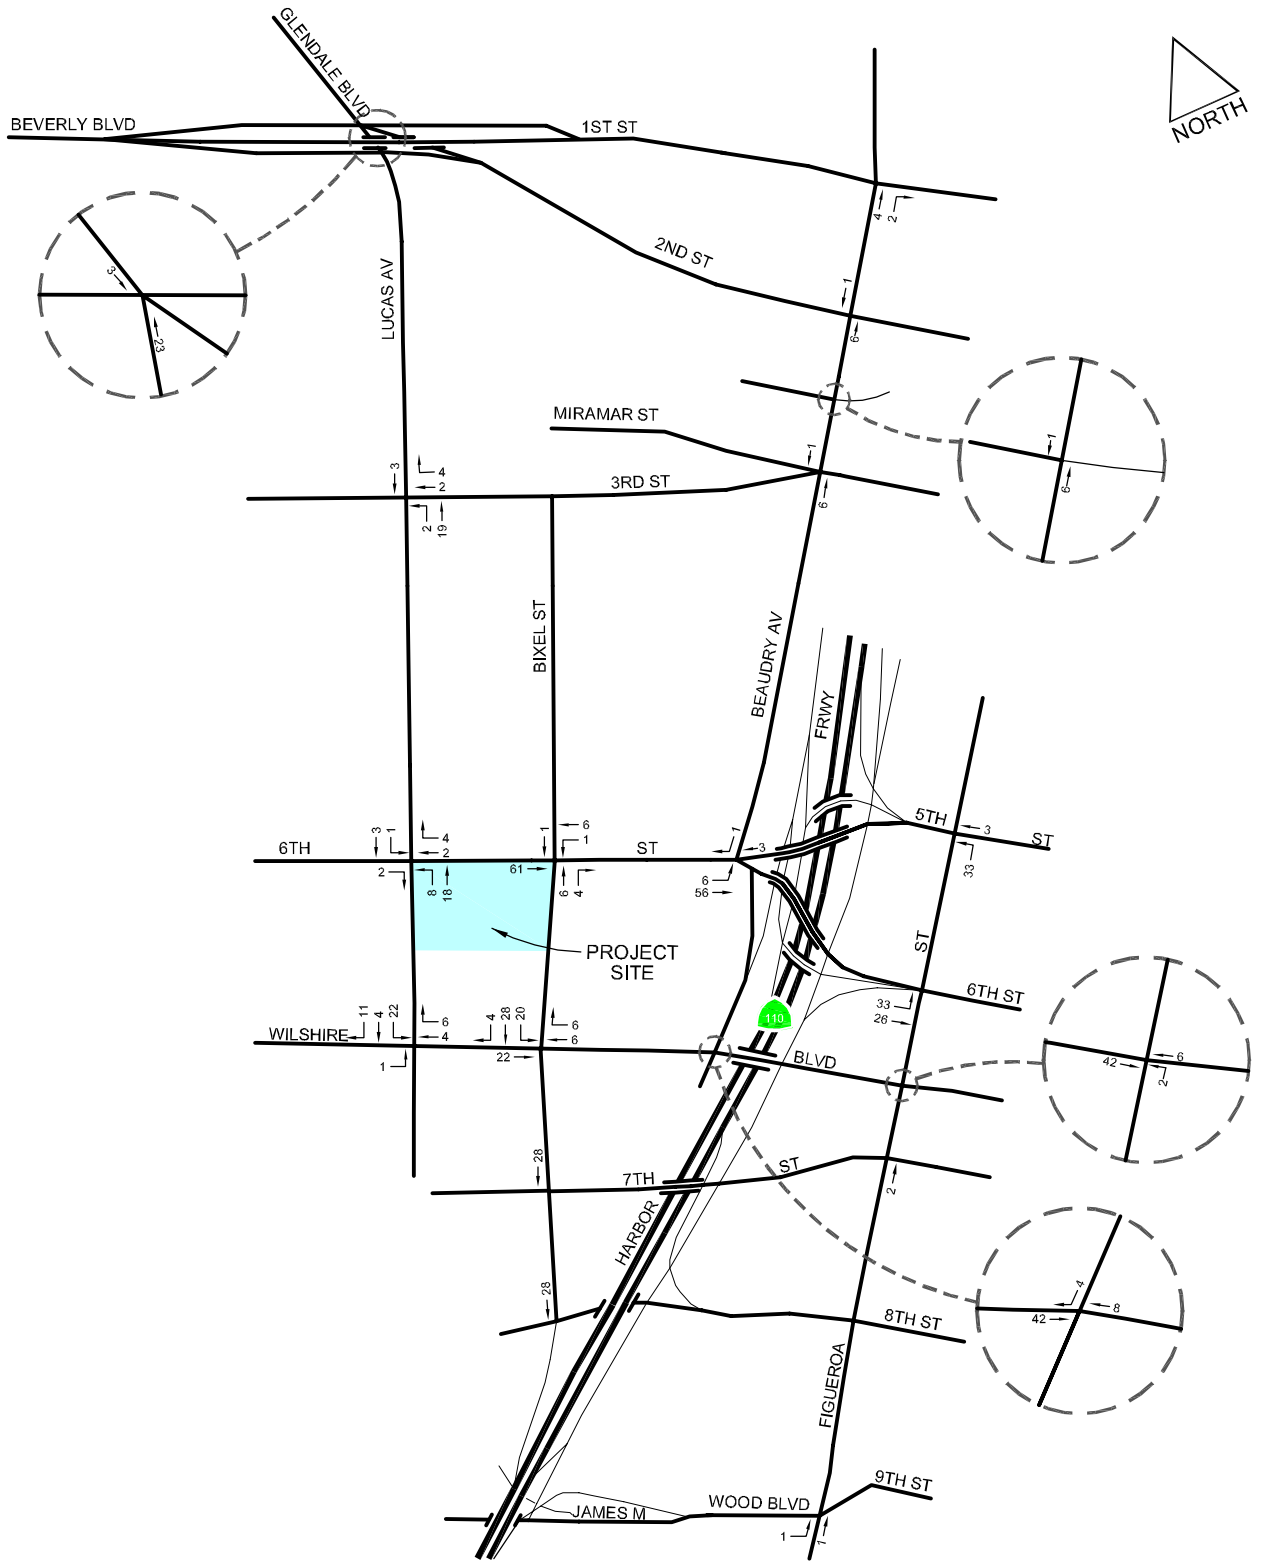 GLENDALE BLVD
BEVERLY BLVD
1ST ST
NORTH
4
2
2ND ST
LUCAS AV
1
6
3
23
MIRAMAR ST
1
6
1
6
3RD ST
3
4
2
2
19
BIXEL ST
BEAUDRY AV
FRWY
5TH ST
3
33
6TH ST
3
1
4
2
2
8
18
1
6
1
61
6
4
1
3
6
56
PROJECT
SITE
ST
6TH ST
33
26
110
WILSHIRE BLVD
11
4
22
6
4
1
4
28
20
6
6
22
6
42
2
28
7TH ST
2
HARBOR
28
8TH ST
4
8
42
FIGUEROA
9TH ST
JAMES M WOOD BLVD
1
1